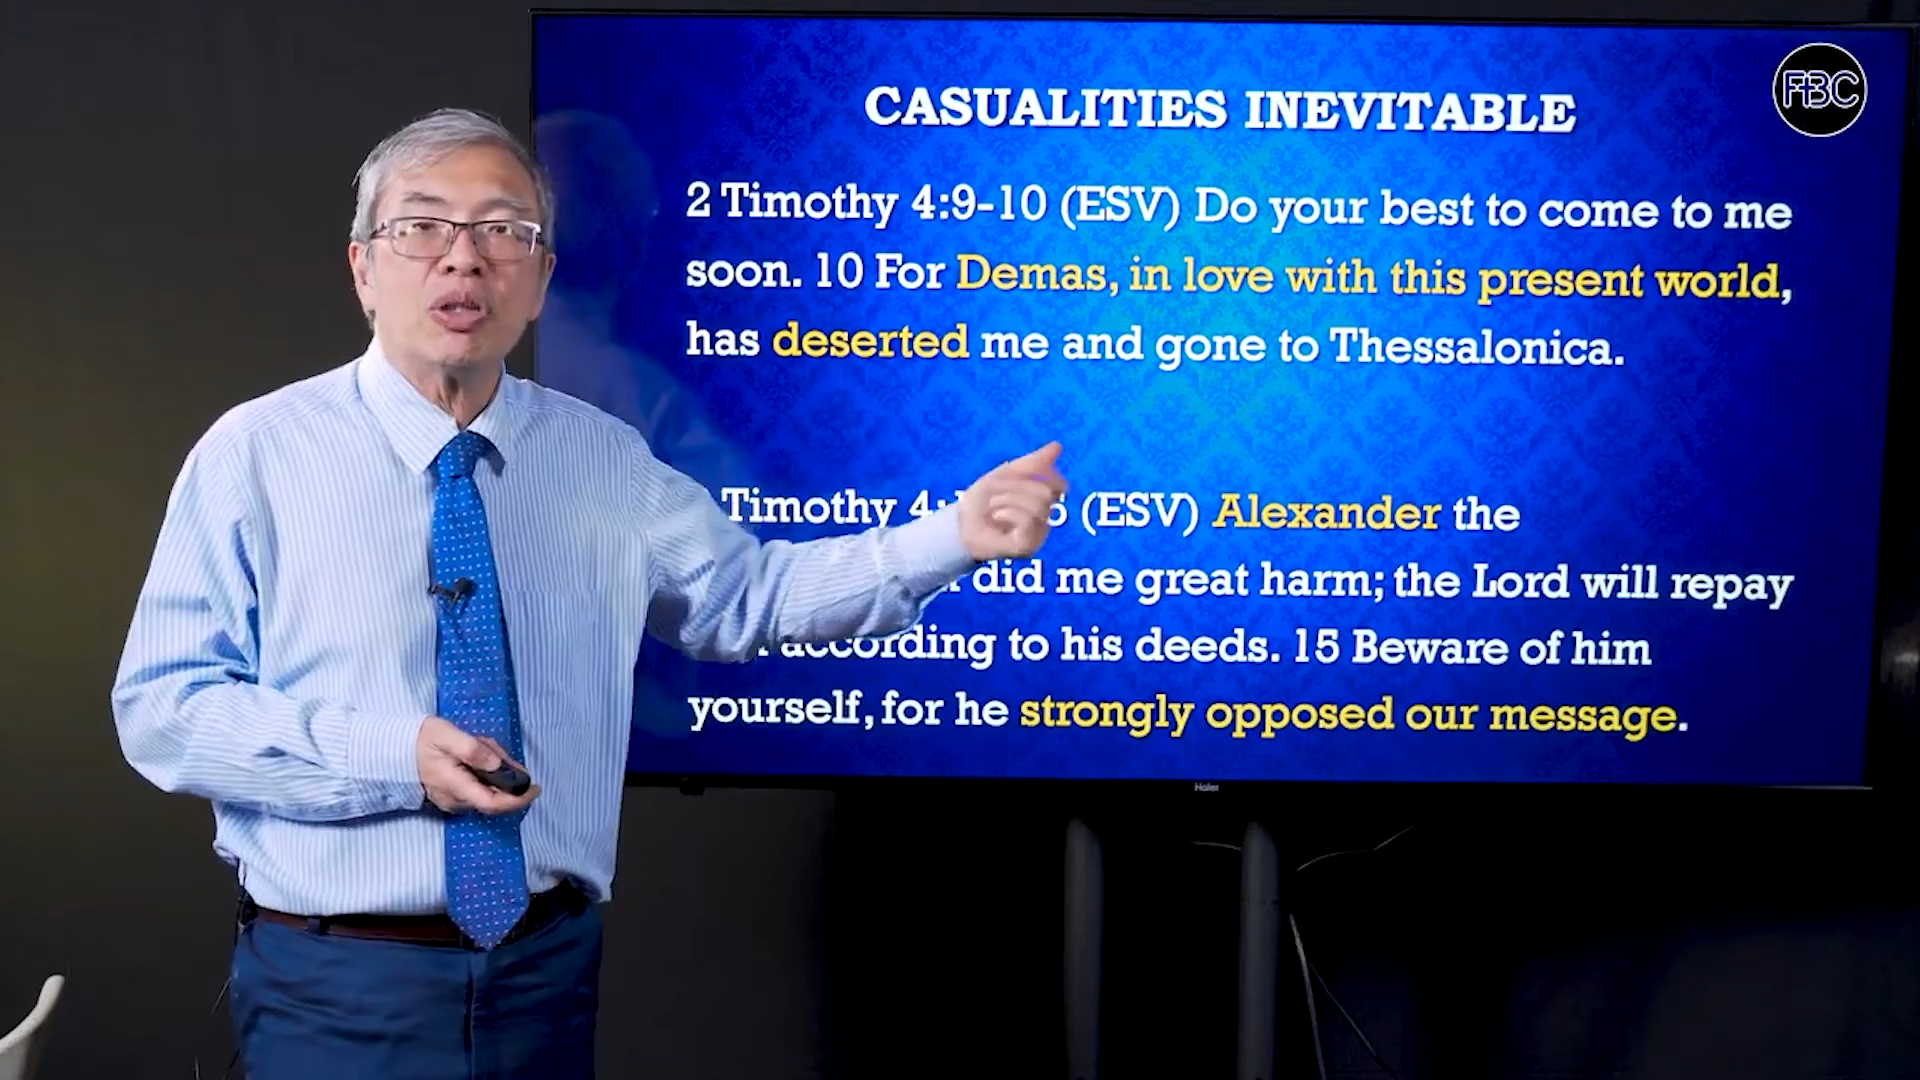 FBC
CASUALITIES INEVITABLE
2 Timothy 4:9-10 (ESV) Do your best to come to me
soon. 10 For Demas, in love with this present world,
has deserted me and gone to Thessalonica.
Timothy 4: (ESV) Alexander the
did me great harm; the Lord will repay
according to his deeds. 15 Beware of him
yourself, for he strongly opposed our message.
Haier